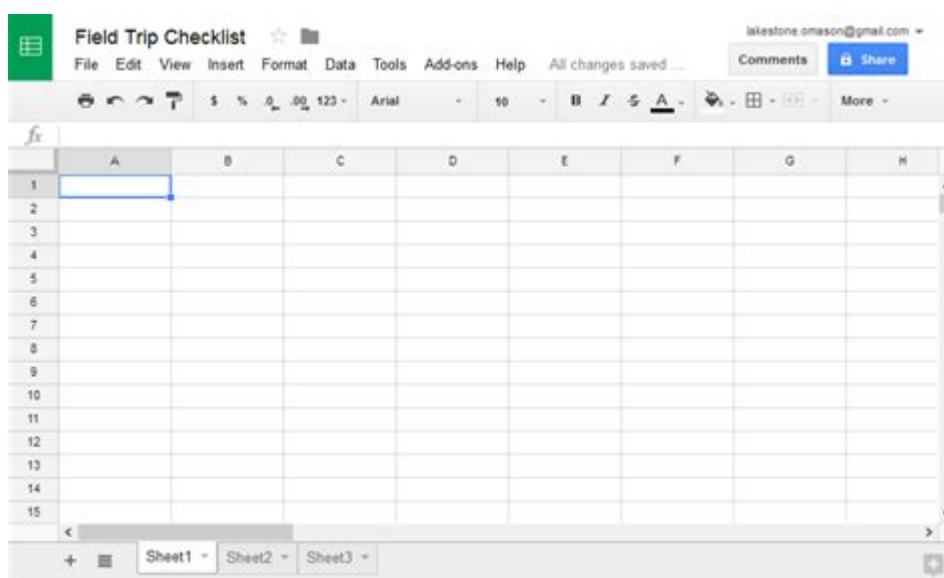 Field Trip Checklist
lakestone.omason@gmail.com
File Edit View Insert Format Data Tools Add-ons Help All changes saved ...
Comments
Share
$ % .0 .00 123 Arial 10 B I S A More
fx
A B C D E F G H
1
2
3
4
5
6
7
8
9
10
11
12
13
14
15
Sheet1 Sheet2 Sheet3